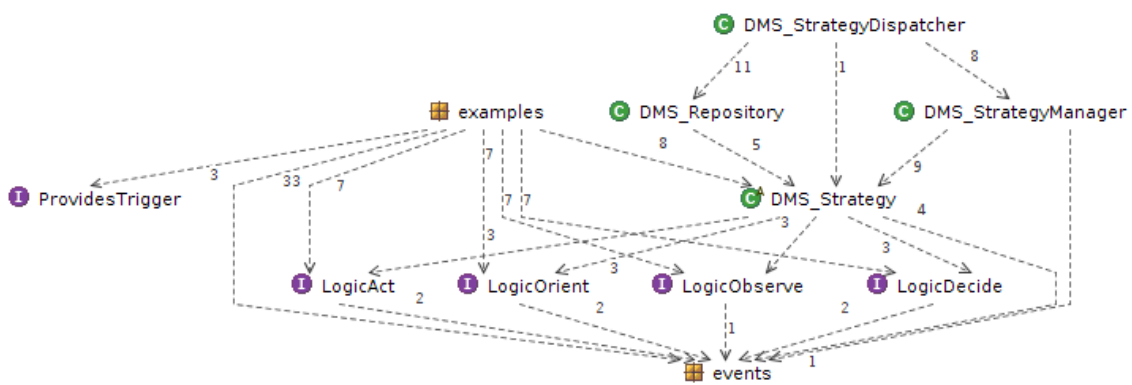 C DMS_StrategyDispatcher
11 1 8
examples
C DMS_Repository
C DMS_StrategyManager
7 8 5 9
3 33 7
I ProvidesTrigger
7 7
C A DMS_Strategy
3 4
3 3 3
I LogicAct
I LogicOrient
I LogicObserve
I LogicDecide
2 2 1 2
1
events